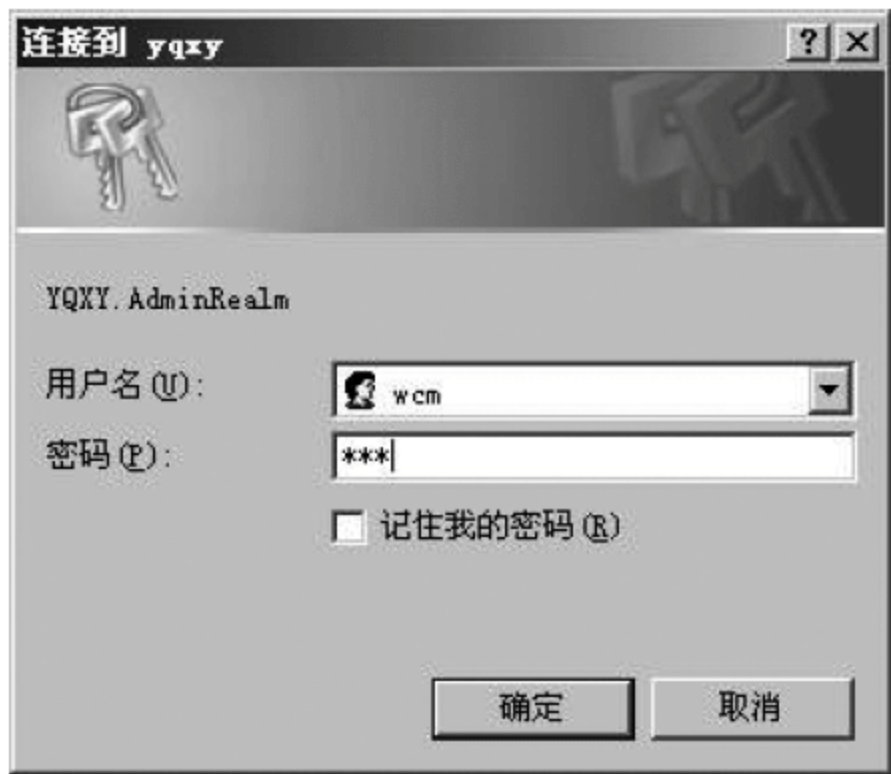 连接到 yqxy
YQXY.AdminRealm
用户名(U):
wcm
密码(P):
***
记住我的密码(R)
确定
取消